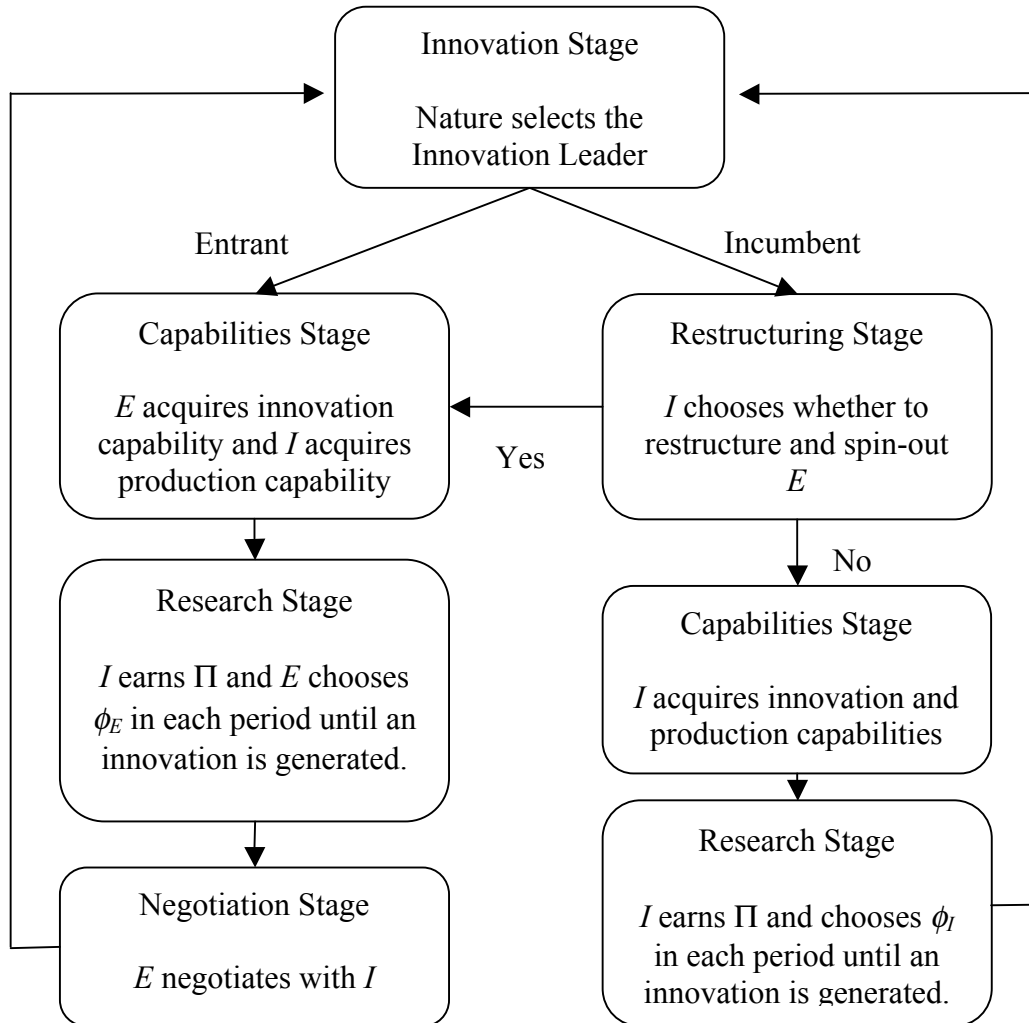 Innovation Stage
Nature selects the
Innovation Leader
Entrant
Incumbent
Capabilities Stage
E acquires innovation
capability and I acquires
production capability
Restructuring Stage
I chooses whether to
restructure and spin-out
E
Yes
No
Research Stage
I earns Π and E chooses
ϕE in each period until an
innovation is generated.
Capabilities Stage
I acquires innovation and
production capabilities
Negotiation Stage
E negotiates with I
Research Stage
I earns Π and chooses ϕI
in each period until an
innovation is generated.